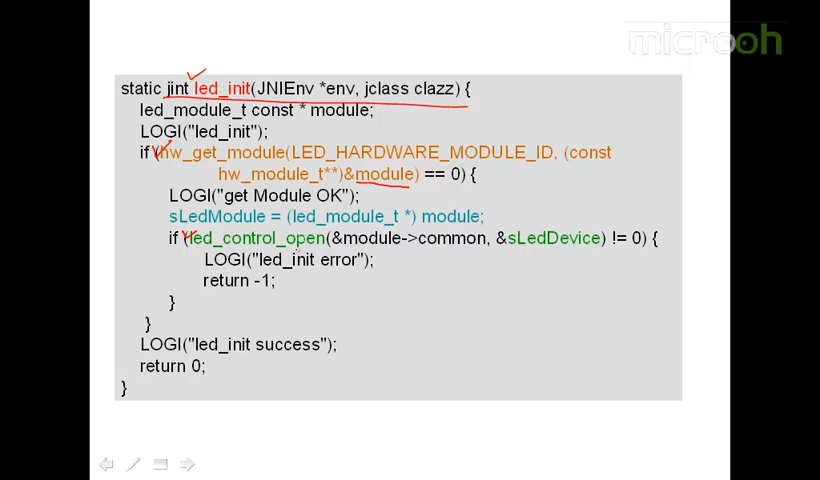 microoh
static jint led_init(JNIEnv *env, jclass clazz) {
led_module_t const * module;
LOGI("led_init");
if (hw_get_module(LED_HARDWARE_MODULE_ID, (const
hw_module_t**)&module) == 0) {
LOGI("get Module OK");
sLedModule = (led_module_t *) module;
if (led_control_open(&module->common, &sLedDevice) != 0) {
LOGI("led_init error");
return -1;
}
}
LOGI("led_init success");
return 0;
}